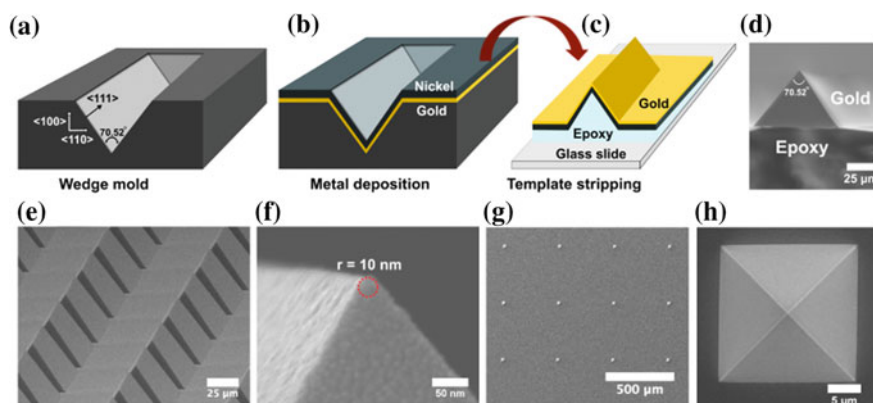 (a)
<111>
<100>
<110>
70.52°
Wedge mold
(b)
Nickel
Gold
Metal deposition
(c)
Gold
Epoxy
Glass slide
Template stripping
(d)
70.52°
Gold
Epoxy
25 µm
(e)
25 µm
(f)
r = 10 nm
50 nm
(g)
500 µm
(h)
5 µm